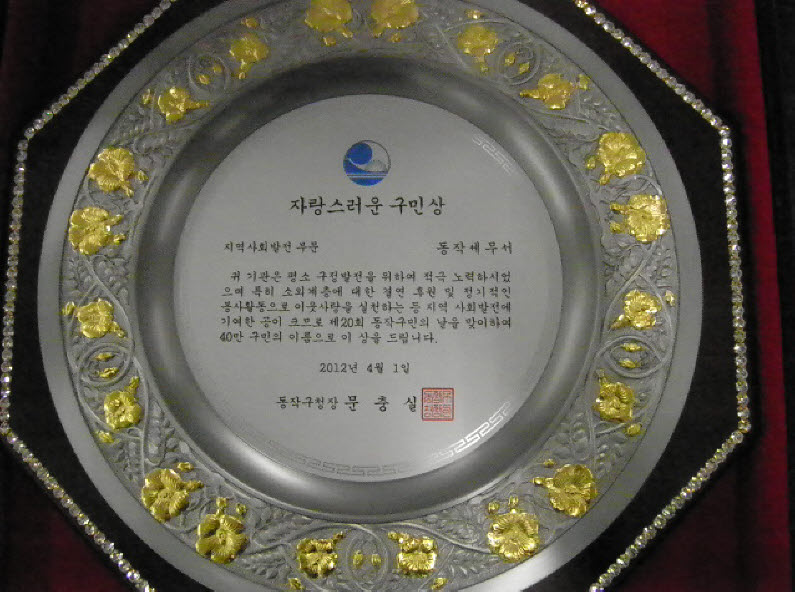 자랑스러운 구민상
지역사회발전 부문 동작세무서
귀 기관은 평소 구정발전을 위하여 적극 노력하시었
으며 특히 소외계층에 대한 결연 후원 및 정기적인
봉사활동으로 이웃사랑을 실천하는 등 지역 사회발전에
기여한 공이 크므로 제20회 동작구민의 날을 맞이하여
40만 구민의 이름으로 이 상을 드립니다.
2012년 4월 1일
동작구청장 문충실